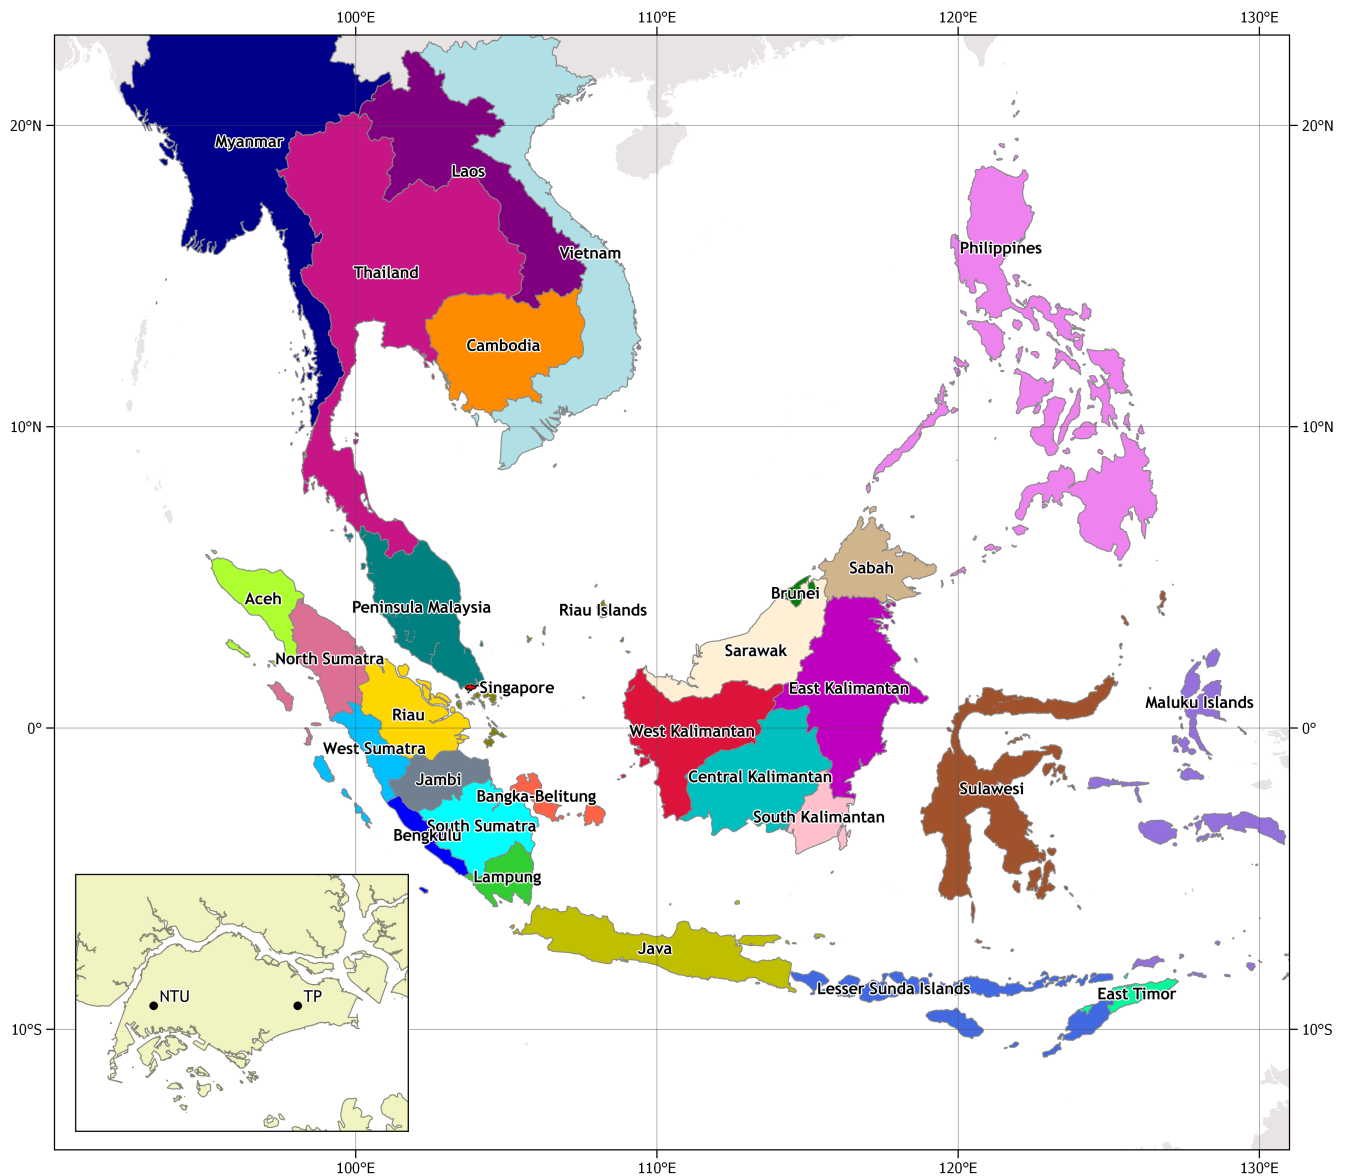 100°E 110°E 120°E 130°E
20°N 20°N
Myanmar
Laos
Philippines
Vietnam
Thailand
Cambodia
10°N 10°N
Sabah
Brunei
Aceh
Peninsula Malaysia
Riau Islands
Sarawak
North Sumatra
Singapore
East Kalimantan
Maluku Islands
Riau
0° 0°
West Kalimantan
West Sumatra
Central Kalimantan
Jambi
Sulawesi
Bangka-Belitung
South Kalimantan
South Sumatra
Bengkulu
Lampung
Java
Lesser Sunda Islands
East Timor
NTU TP
10°S 10°S
100°E 110°E 120°E 130°E